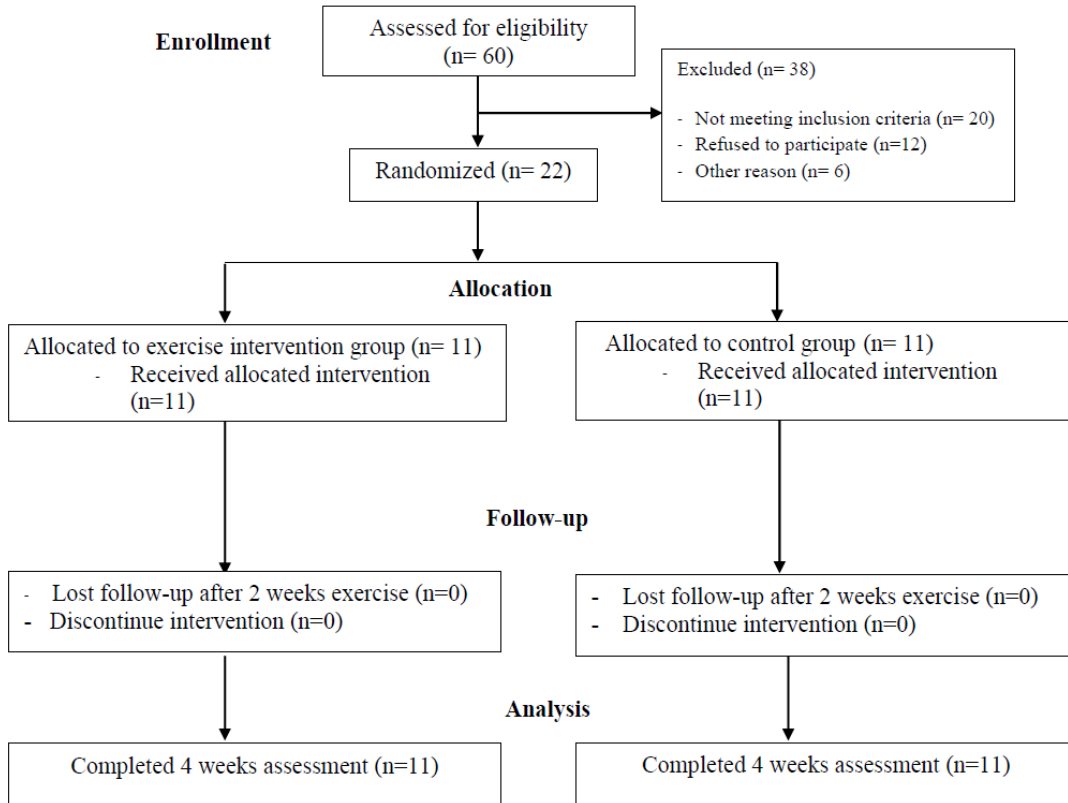 Enrollment
Assessed for eligibility
(n= 60)
Excluded (n= 38)
- Not meeting inclusion criteria (n= 20)
- Refused to participate (n=12)
- Other reason (n= 6)
Randomized (n= 22)
Allocation
Allocated to exercise intervention group (n= 11)
- Received allocated intervention
(n=11)
Allocated to control group (n= 11)
- Received allocated intervention
(n=11)
Follow-up
- Lost follow-up after 2 weeks exercise (n=0)
- Discontinue intervention (n=0)
- Lost follow-up after 2 weeks exercise (n=0)
- Discontinue intervention (n=0)
Analysis
Completed 4 weeks assessment (n=11)
Completed 4 weeks assessment (n=11)